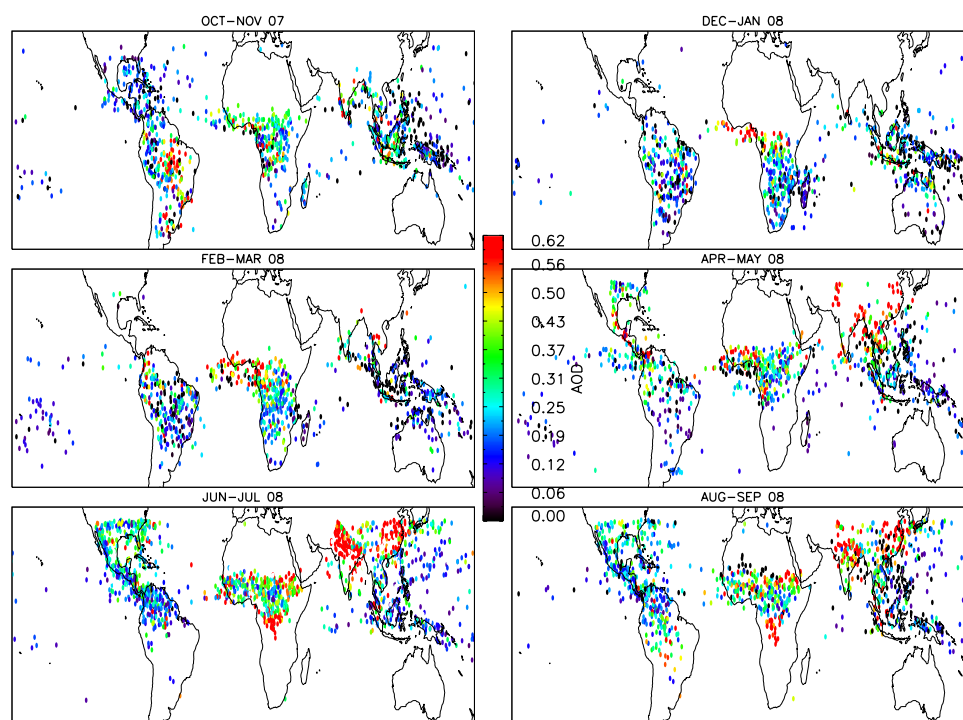 OCT-NOV 07
DEC-JAN 08
FEB-MAR 08
APR-MAY 08
JUN-JUL 08
AUG-SEP 08
0.62
0.56
0.50
0.43
0.37
0.31
0.25
0.19
0.12
0.06
0.00
AOD